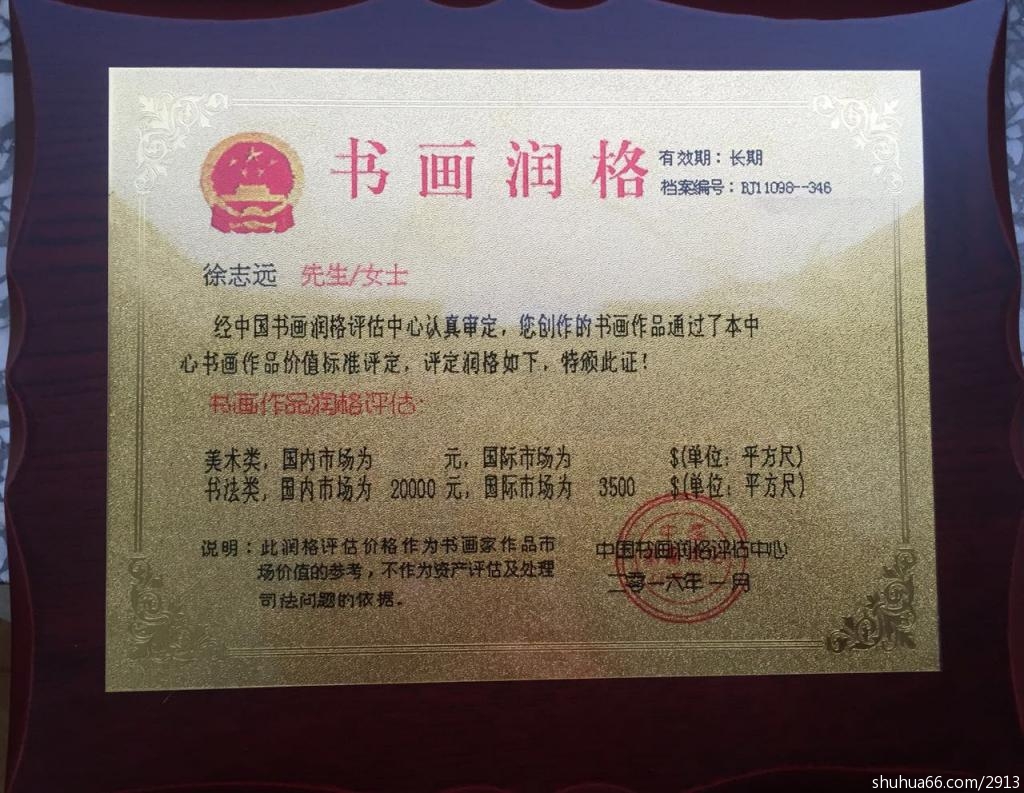 书画润格
有效期：长期
档案编号：BJ11098--346
徐志远 先生/女士
经中国书画润格评估中心认真审定，您创作的书画作品通过了本中
心书画作品价值标准评定，评定润格如下，特颁此证！
书画作品润格评估：
美术类，国内市场为 元，国际市场为 $(单位：平方尺)
书法类，国内市场为 20000 元，国际市场为 3500 $(单位：平方尺)
说明：此润格评估价格作为书画家作品市
场价值的参考，不作为资产评估及处理
司法问题的依据。
中国书画润格评估中心
二零一六年一月
shuhua66.com/2913